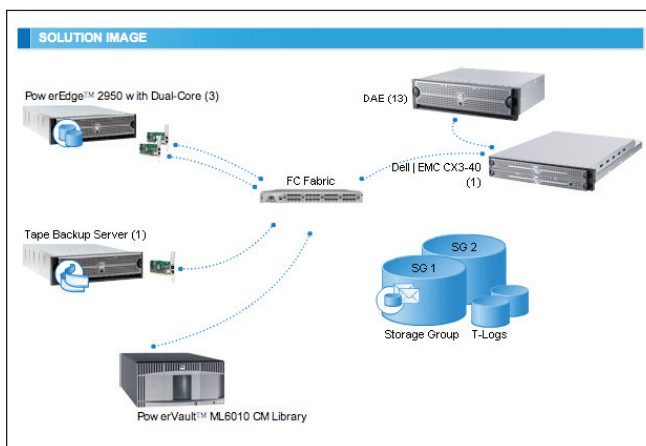 SOLUTION IMAGE
PowerEdge™ 2950 with Dual-Core (3)
DAE (13)
FC Fabric
Dell | EMC CX3-40
(1)
Tape Backup Server (1)
SG 2
SG 1
Storage Group
T-Logs
PowerVault™ ML6010 CM Library